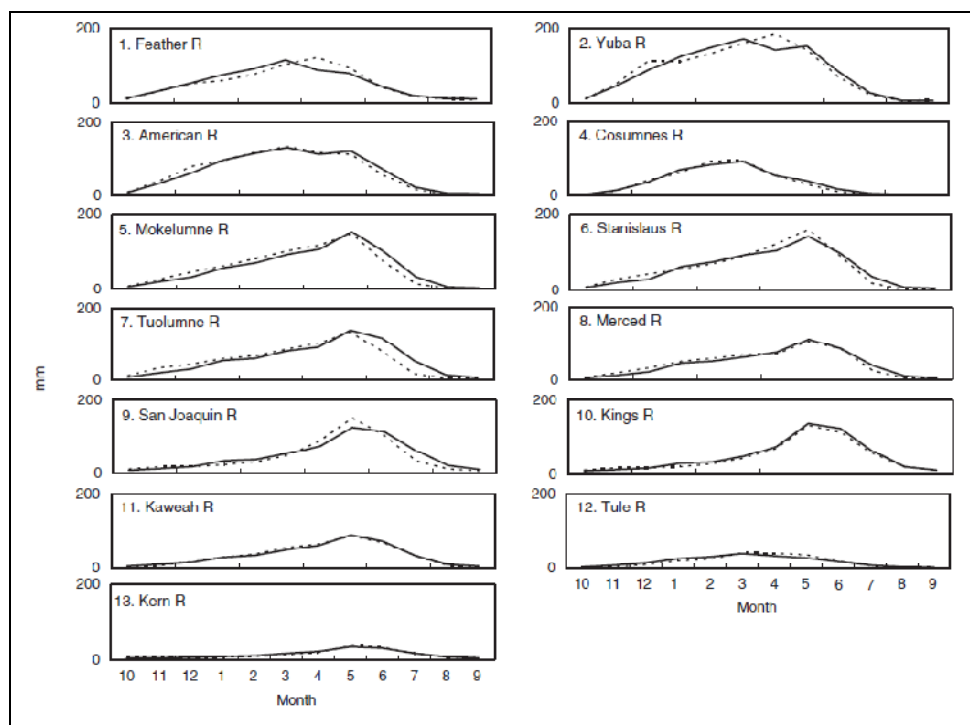 200
1. Feather R
0
200
2. Yuba R
0
200
3. American R
0
200
4. Cosumnes R
0
200
5. Mokelumne R
0
200
6. Stanislaus R
0
200
7. Tuolumne R
0
200
8. Merced R
0
mm
200
9. San Joaquin R
0
200
10. Kings R
0
200
11. Kaweah R
0
200
12. Tule R
0
10 11 12 1 2 3 4 5 6 7 8 9
Month
200
13. Kern R
0
10 11 12 1 2 3 4 5 6 7 8 9
Month